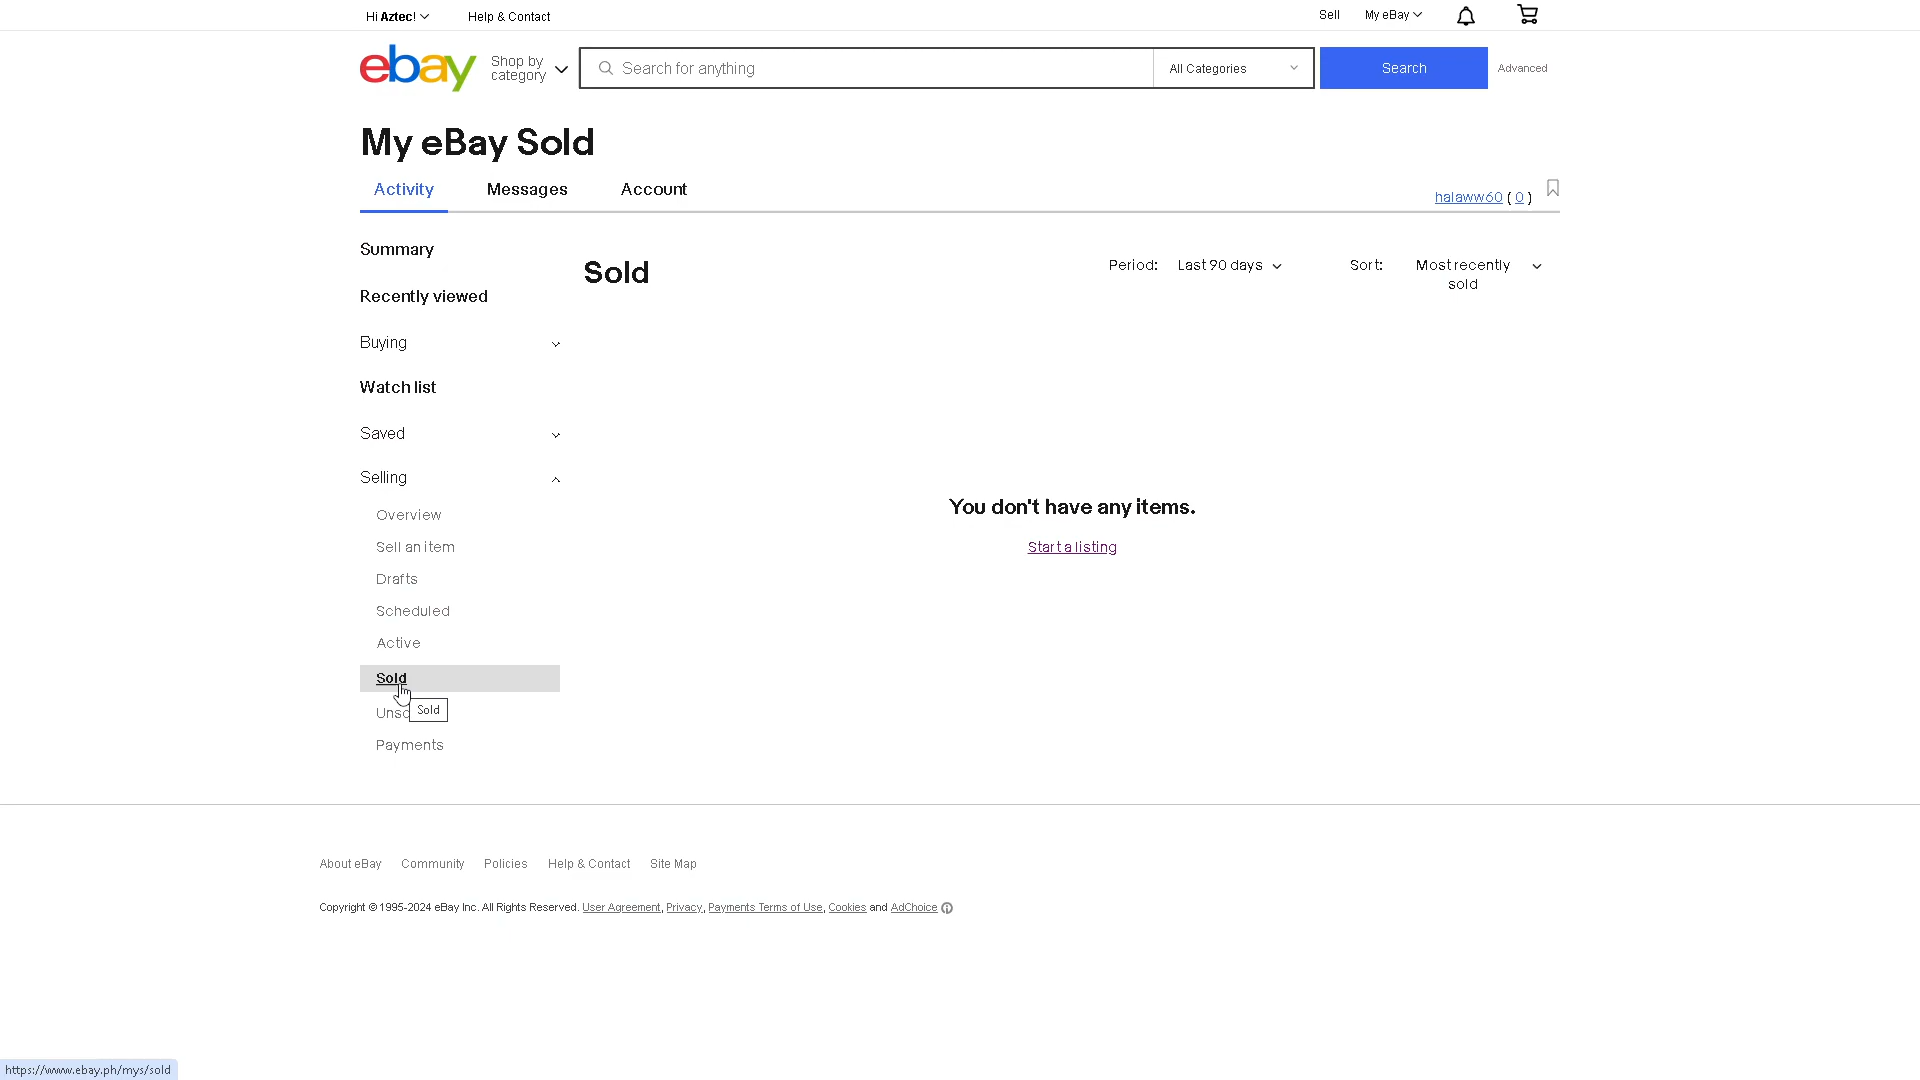 Hi Aztec!
Help & Contact
Sell
My eBay
ebay
Shop by
category
Search for anything
All Categories
Search
Advanced
My eBay Sold
Activity
Messages
Account
halaww60 ( 0 )
Summary
Sold
Period:
Last 90 days
Sort:
Most recently
sold
Recently viewed
Buying
Watch list
Saved
Selling
Overview
Sell an item
Drafts
Scheduled
Active
Sold
Sold
Payments
You don't have any items.
Start a listing
About eBay
Community
Policies
Help & Contact
Site Map
Copyright © 1995-2024 eBay Inc. All Rights Reserved. User Agreement, Privacy, Payments Terms of Use, Cookies and AdChoice
https://www.ebay.ph/mys/sold